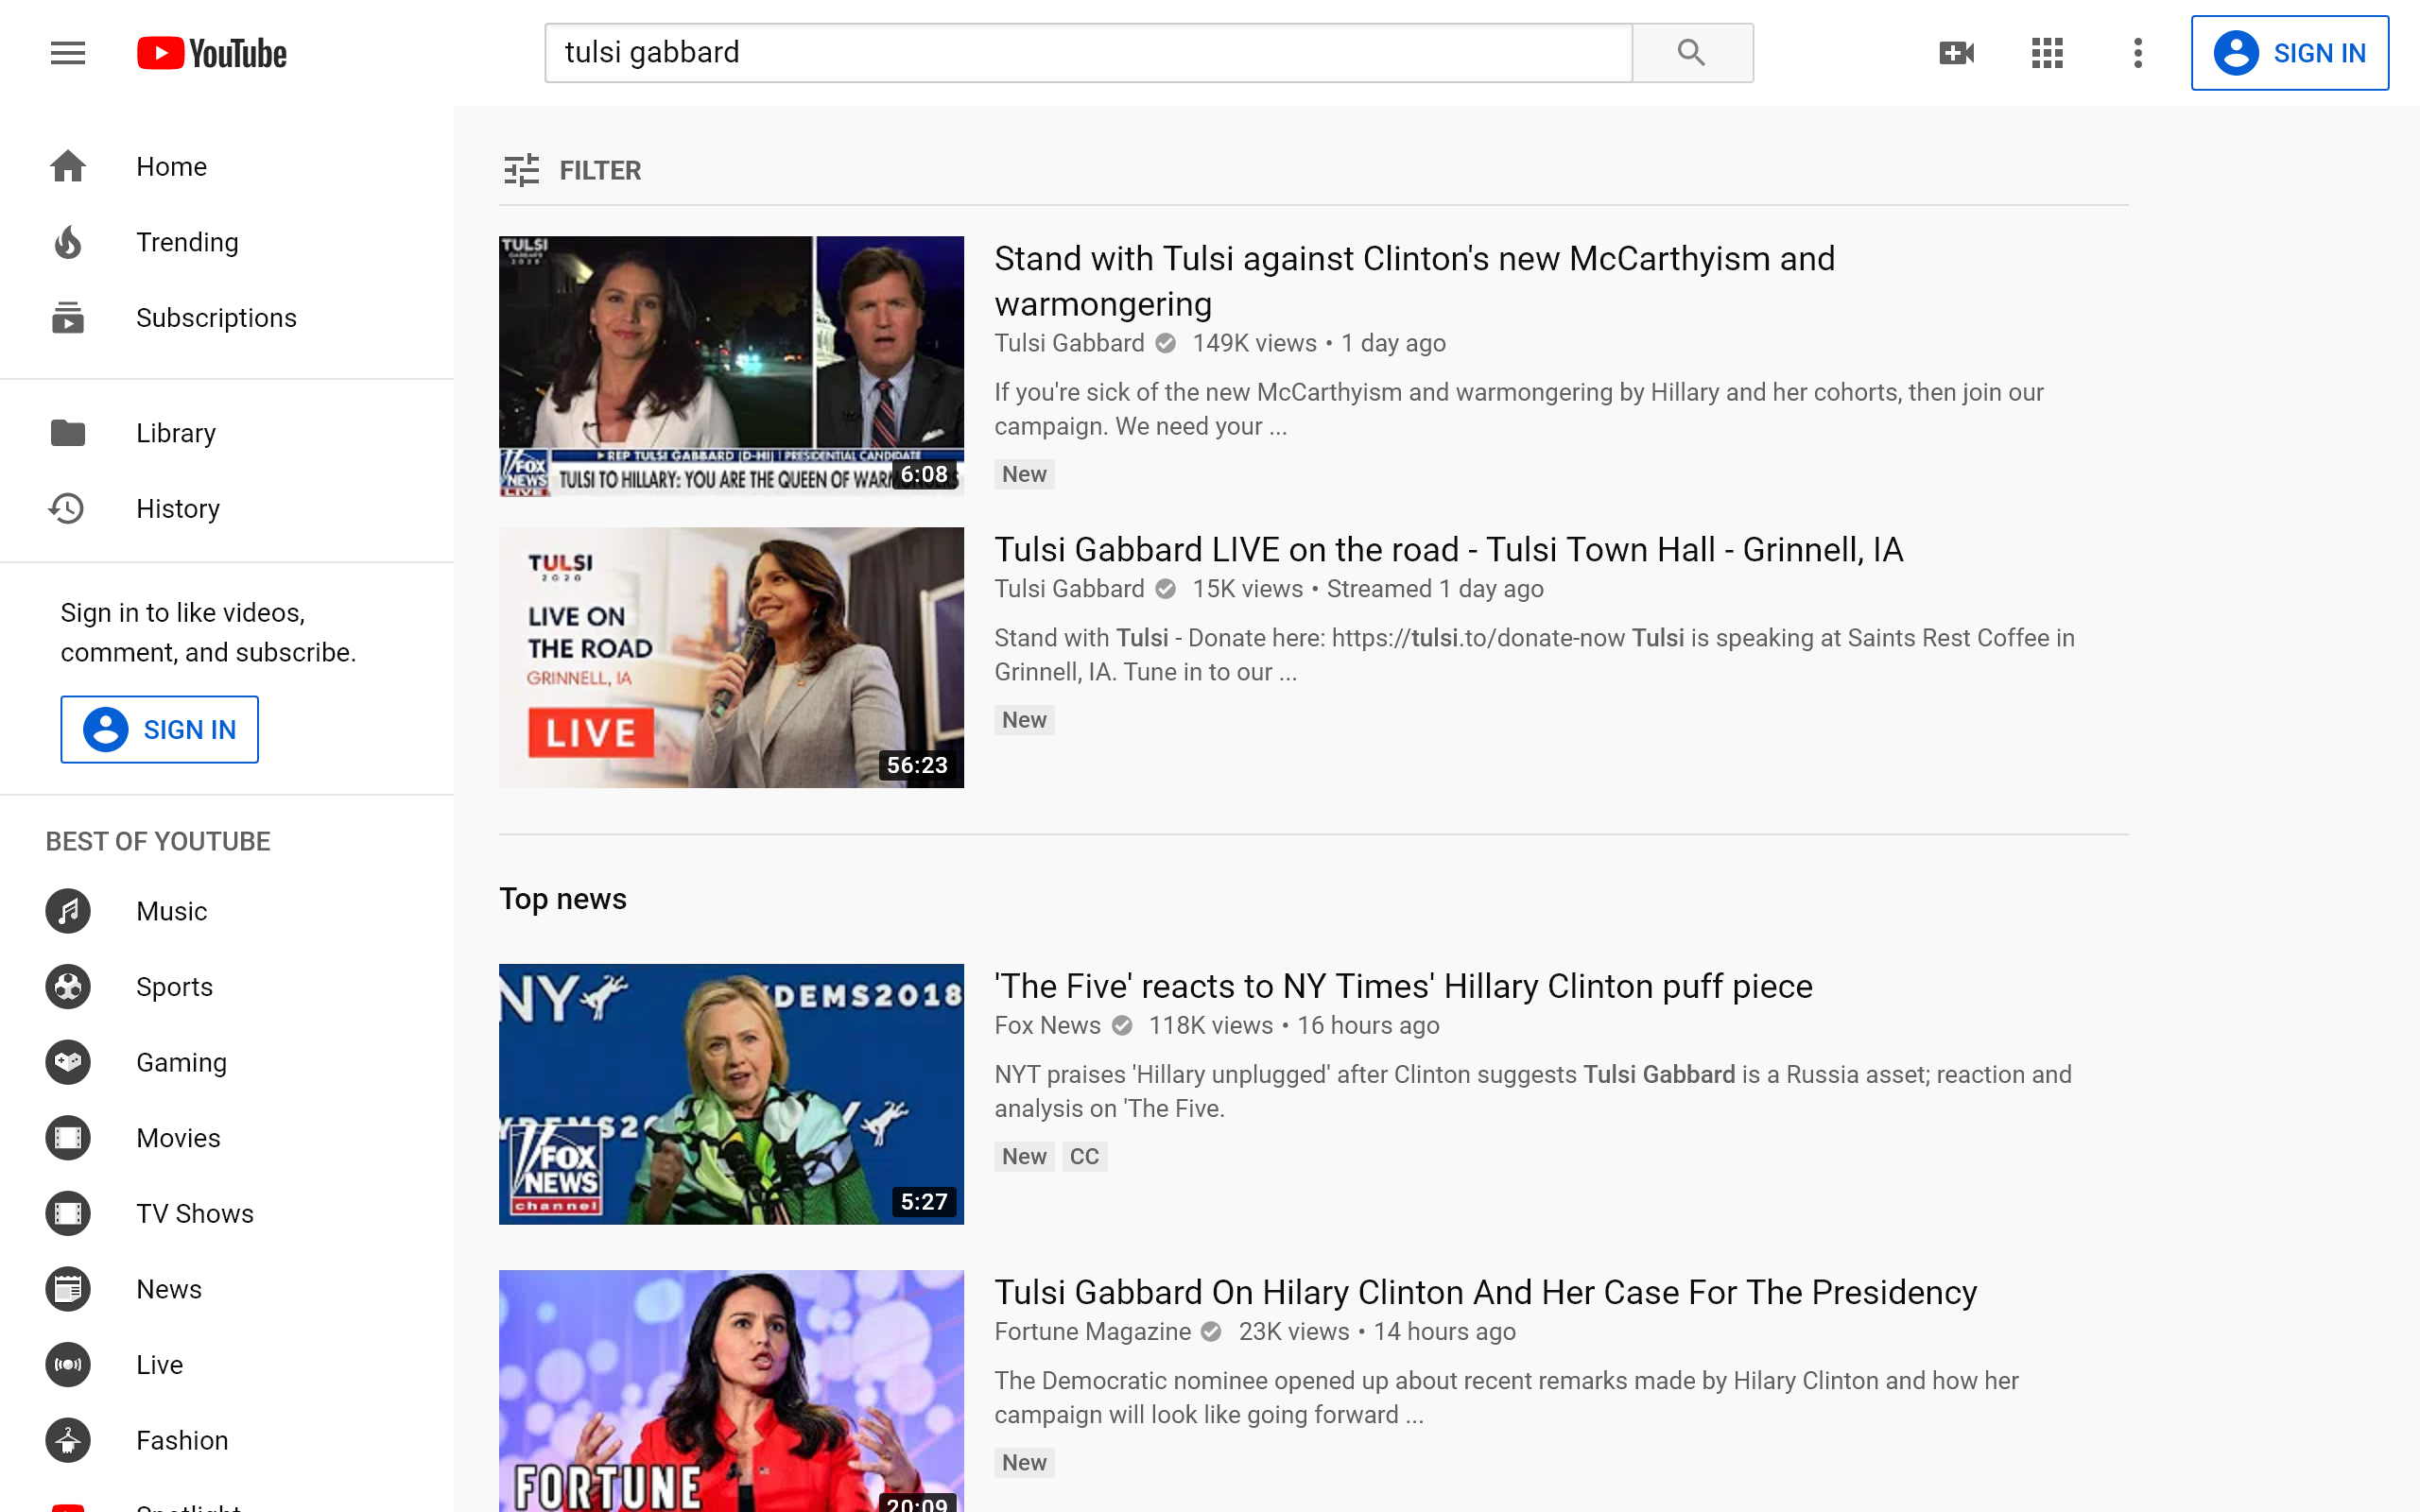 YouTube
tulsi gabbard
SIGN IN
Home
Trending
Subscriptions
Library
History
Sign in to like videos,
comment, and subscribe.
SIGN IN
BEST OF YOUTUBE
Music
Sports
Gaming
Movies
TV Shows
News
Live
Fashion
Spotlight
FILTER
TULSI
GABBARD
2020
REP TULSI GABBARD (D-HI) | PRESIDENTIAL CANDIDATE
FOX
NEWS
LIVE
TULSI TO HILLARY: YOU ARE THE QUEEN OF WARMONGERS
6:08
Stand with Tulsi against Clinton's new McCarthyism and
warmongering
Tulsi Gabbard 149K views • 1 day ago
If you're sick of the new McCarthyism and warmongering by Hillary and her cohorts, then join our
campaign. We need your ...
New
TULSI
2020
LIVE ON
THE ROAD
GRINNELL, IA
LIVE
56:23
Tulsi Gabbard LIVE on the road - Tulsi Town Hall - Grinnell, IA
Tulsi Gabbard 15K views • Streamed 1 day ago
Stand with Tulsi - Donate here: https://tulsi.to/donate-now Tulsi is speaking at Saints Rest Coffee in
Grinnell, IA. Tune in to our ...
New
Top news
NY
DEMS2018
YDEMS20
FOX
NEWS
channel
5:27
'The Five' reacts to NY Times' Hillary Clinton puff piece
Fox News 118K views • 16 hours ago
NYT praises 'Hillary unplugged' after Clinton suggests Tulsi Gabbard is a Russia asset; reaction and
analysis on 'The Five.
New CC
FORTUNE
20:09
Tulsi Gabbard On Hilary Clinton And Her Case For The Presidency
Fortune Magazine 23K views • 14 hours ago
The Democratic nominee opened up about recent remarks made by Hilary Clinton and how her
campaign will look like going forward ...
New